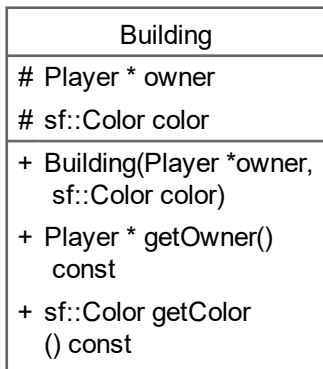 Building
# Player * owner
# sf::Color color
+ Building(Player *owner,
sf::Color color)
+ Player * getOwner()
const
+ sf::Color getColor
() const